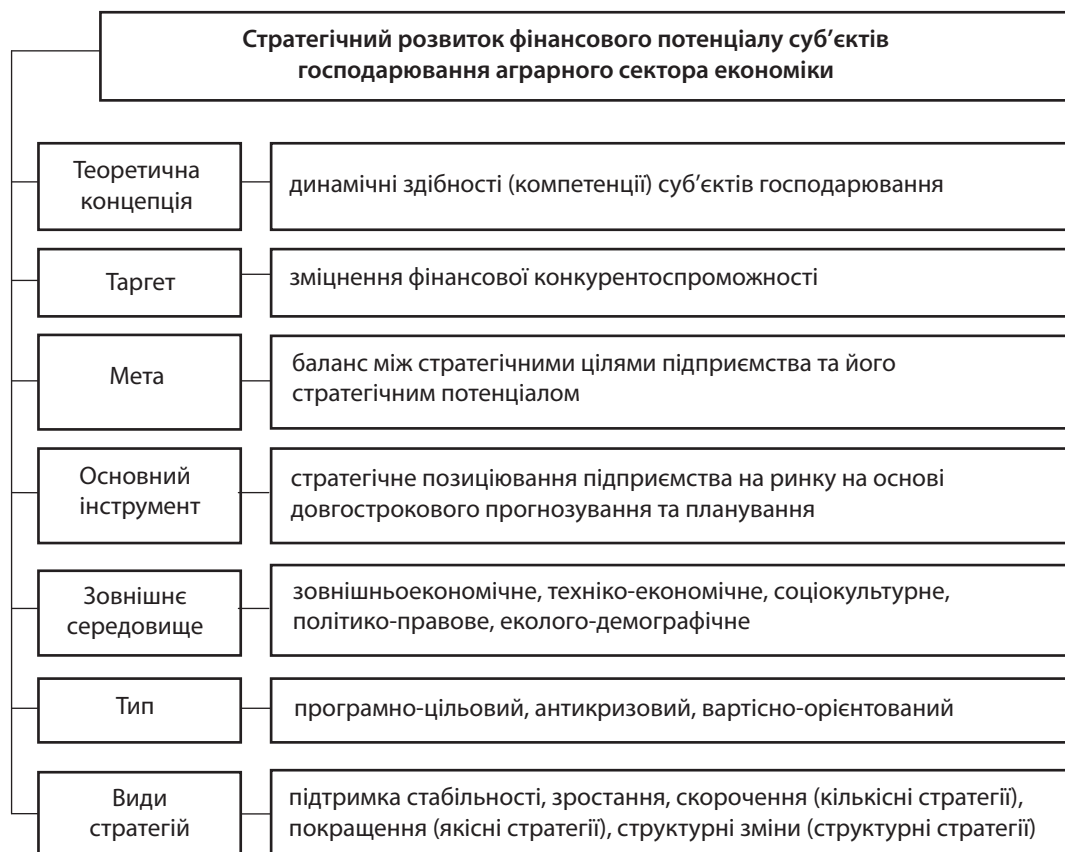 Стратегічний розвиток фінансового потенціалу суб’єктів
господарювання аграрного сектора економіки
Теоретична
концепція
динамічні здібності (компетенції) суб’єктів господарювання
Таргет
зміцнення фінансової конкурентоспроможності
Мета
баланс між стратегічними цілями підприємства та його
стратегічним потенціалом
Основний
інструмент
стратегічне позиціювання підприємства на ринку на основі
довгострокового прогнозування та планування
Зовнішнє
середовище
зовнішньоекономічне, техніко-економічне, соціокультурне,
політико-правове, еколого-демографічне
Тип
програмно-цільовий, антикризовий, вартісно-орієнтований
Види
стратегій
підтримка стабільності, зростання, скорочення (кількісні стратегії),
покращення (якісні стратегії), структурні зміни (структурні стратегії)